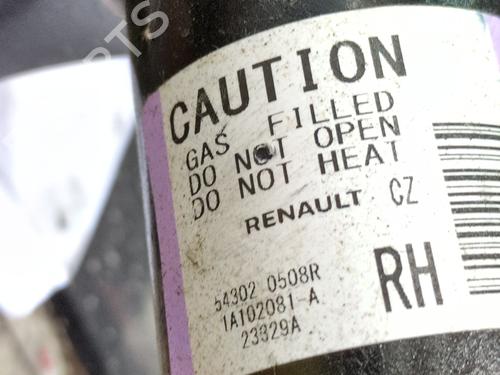 CAUTION
GAS FILLED
DO NOT OPEN
DO NOT HEAT
RENAULT CZ
54302 0508R
1A102081-A
23329A
RH